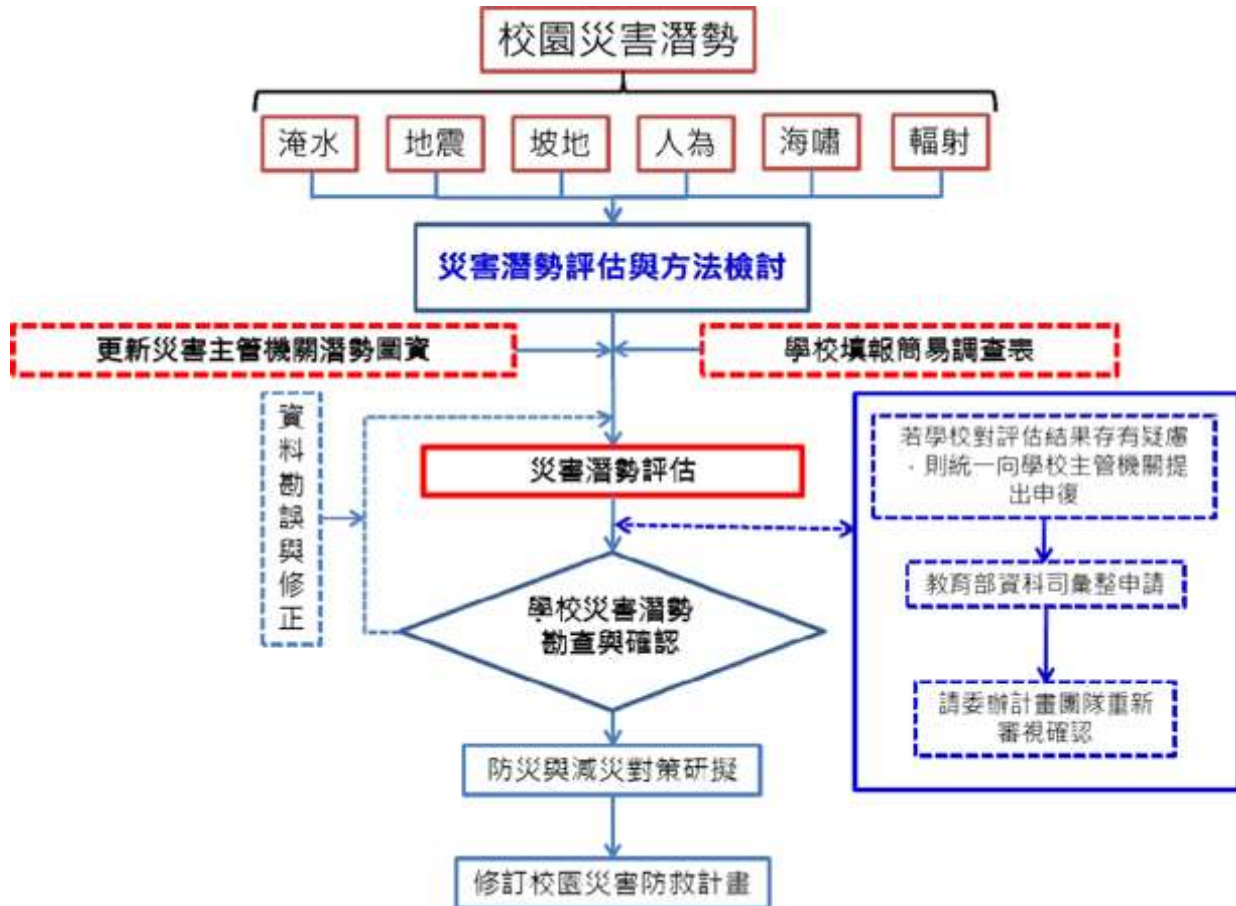 校園災害潛勢
淹水
地震
坡地
人為
海嘯
輻射
災害潛勢評估與方法檢討
更新災害主管機關潛勢圖資
學校填報簡易調查表
資料勘誤與修正
若學校對評估結果存有疑慮
，則統一向學校主管機關提
出申復
災害潛勢評估
教育部資科司彙整申請
學校災害潛勢
勘查與確認
請委辦計畫團隊重新
審視確認
防災與減災對策研擬
修訂校園災害防救計畫